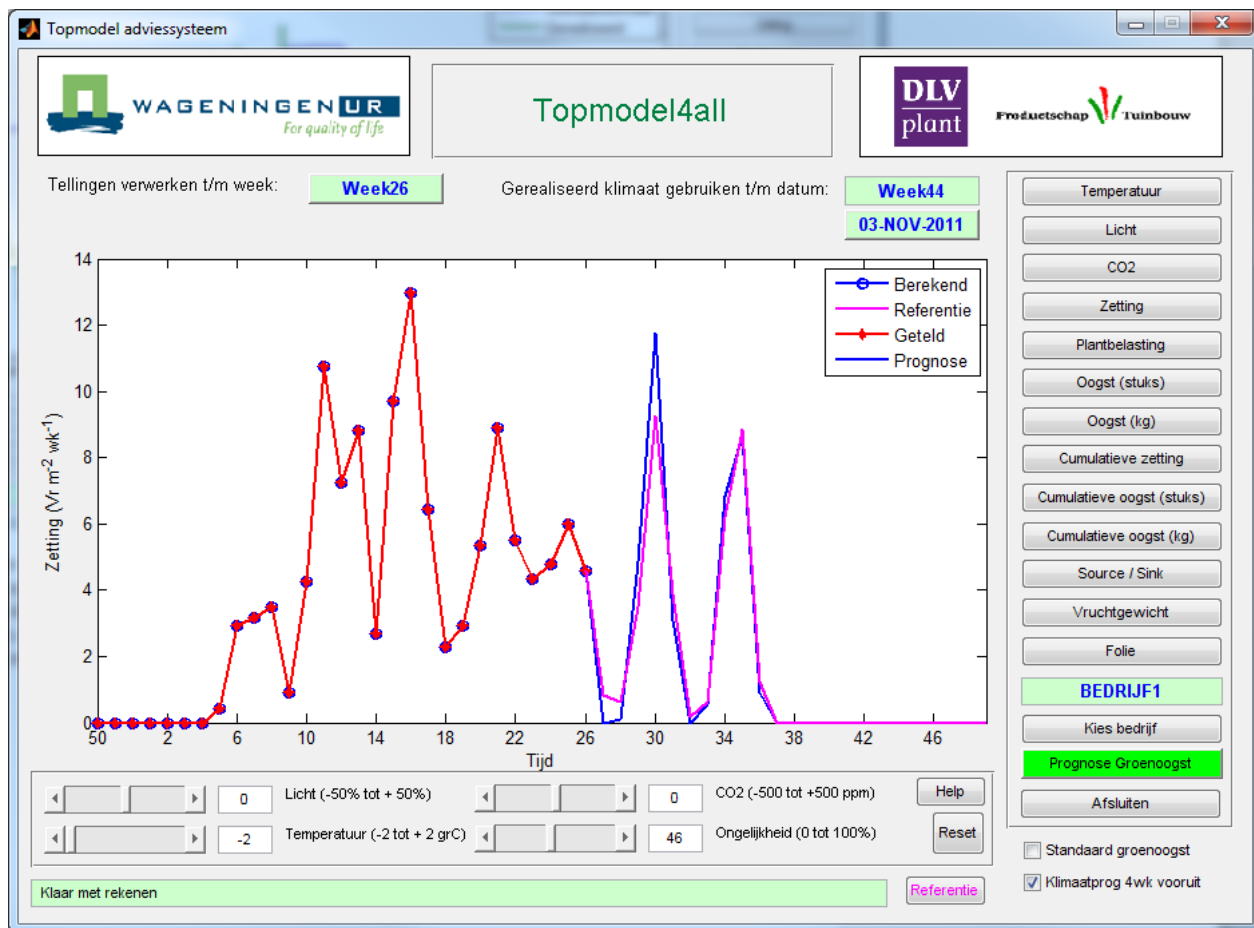 Topmodel adviessysteem
WAGENINGEN UR
For quality of life
Topmodel4all
DLV
plant
Productschap Tuinbouw
Tellingen verwerken t/m week:
Week26
Gerealiseerd klimaat gebruiken t/m datum:
Week44
03-NOV-2011
Zetting (Vr m-2 wk-1)
14
12
10
8
6
4
2
0
50 2 6 10 14 18 22 26 30 34 38 42 46
Tijd
Berekend
Referentie
Geteld
Prognose
Temperatuur
Licht
CO2
Zetting
Plantbelasting
Oogst (stuks)
Oogst (kg)
Cumulatieve zetting
Cumulatieve oogst (stuks)
Cumulatieve oogst (kg)
Source / Sink
Vruchtgewicht
Folie
BEDRIJF1
Kies bedrijf
Prognose Groenoogst
Afsluiten
Standaard groenoogst
Klimaatprog 4wk vooruit
0 Licht (-50% tot + 50%)
0 CO2 (-500 tot +500 ppm)
Help
-2 Temperatuur (-2 tot + 2 grC)
46 Ongelijkheid (0 tot 100%)
Reset
Klaar met rekenen
Referentie